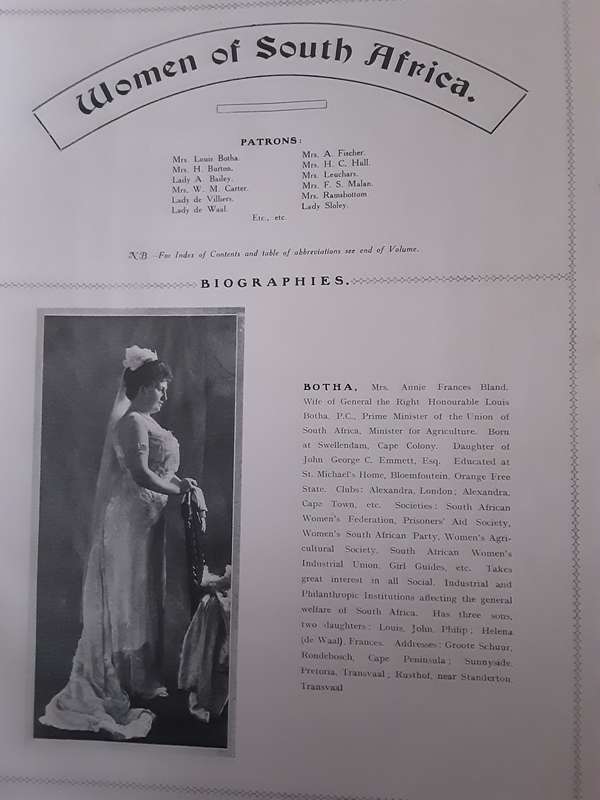 Women of South Africa.
PATRONS:
Mrs. Louis Botha.
Mrs. H. Burton.
Lady A. Bailey.
Mrs. W. M. Carter.
Lady de Villiers.
Lady de Waal.
Mrs. A. Fischer.
Mrs. H. C. Hull.
Mrs. Leuchars.
Mrs. F. S. Malan.
Mrs. Ramsbottom.
Lady Sloley.
Etc., etc.
N.B.—For Index of Contents and table of abbreviations see end of Volume.
BIOGRAPHIES.
BOTHA, Mrs. Annie Frances Bland.
Wife of General the Right Honourable Louis
Botha, P.C., Prime Minister of the Union of
South Africa, Minister for Agriculture. Born
at Swellendam, Cape Colony. Daughter of
John George C. Emmett, Esq. Educated at
St. Michael's Home, Bloemfontein, Orange Free
State. Clubs: Alexandra, London; Alexandra,
Cape Town, etc. Societies: South African
Women's Federation, Prisoners' Aid Society,
Women's South African Party, Women's Agri-
cultural Society, South African Women's
Industrial Union, Girl Guides, etc. Takes
great interest in all Social, Industrial and
Philanthropic Institutions affecting the general
welfare of South Africa. Has three sons,
two daughters: Louis, John, Philip; Helena
(de Waal), Frances. Addresses: Groote Schuur,
Rondebosch, Cape Peninsula; Sunnyside,
Pretoria, Transvaal; Rusthof, near Standerton,
Transvaal